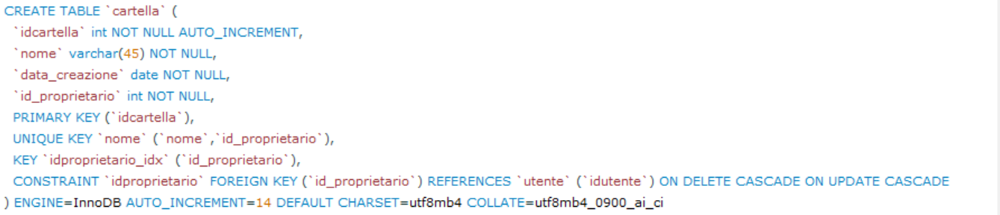 CREATE TABLE `cartella` (
`idcartella` int NOT NULL AUTO_INCREMENT,
`nome` varchar(45) NOT NULL,
`data_creazione` date NOT NULL,
`id_proprietario` int NOT NULL,
PRIMARY KEY (`idcartella`),
UNIQUE KEY `nome` (`nome`,`id_proprietario`),
KEY `idproprietario_idx` (`id_proprietario`),
CONSTRAINT `idproprietario` FOREIGN KEY (`id_proprietario`) REFERENCES `utente` (`idutente`) ON DELETE CASCADE ON UPDATE CASCADE
) ENGINE=InnoDB AUTO_INCREMENT=14 DEFAULT CHARSET=utf8mb4 COLLATE=utf8mb4_0900_ai_ci